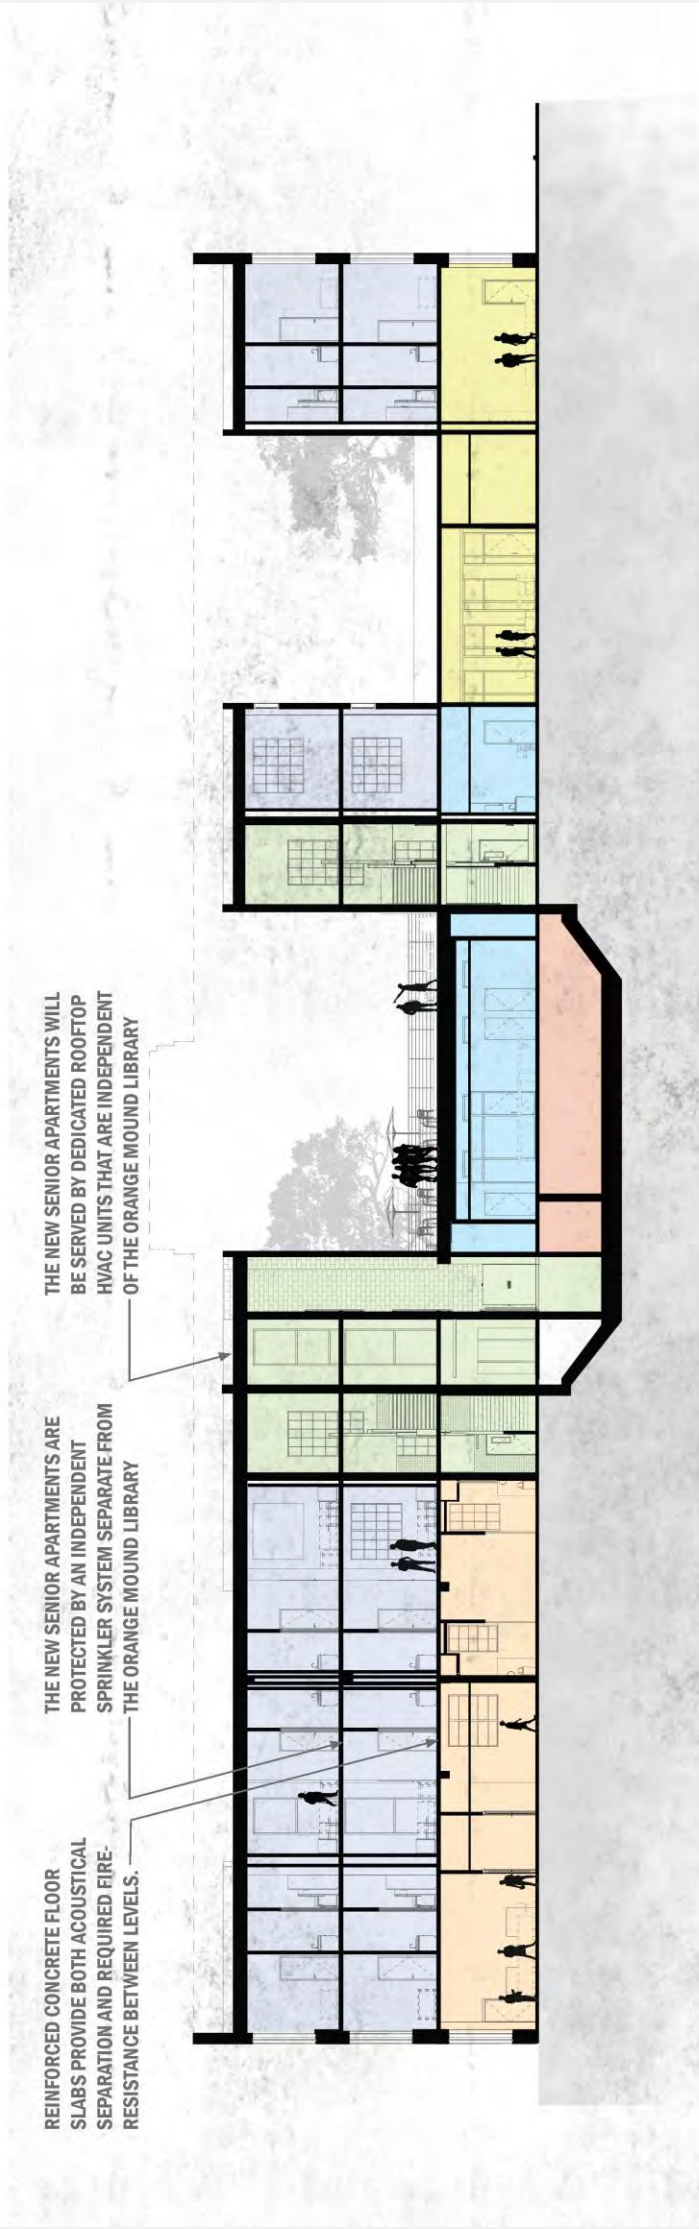 REINFORCED CONCRETE FLOOR
SLABS PROVIDE BOTH ACOUSTICAL
SEPARATION AND REQUIRED FIRE-
RESISTANCE BETWEEN LEVELS.
THE NEW SENIOR APARTMENTS ARE
PROTECTED BY AN INDEPENDENT
SPRINKLER SYSTEM SEPARATE FROM
THE ORANGE MOUND LIBRARY
THE NEW SENIOR APARTMENTS WILL
BE SERVED BY DEDICATED ROOFTOP
HVAC UNITS THAT ARE INDEPENDENT
OF THE ORANGE MOUND LIBRARY